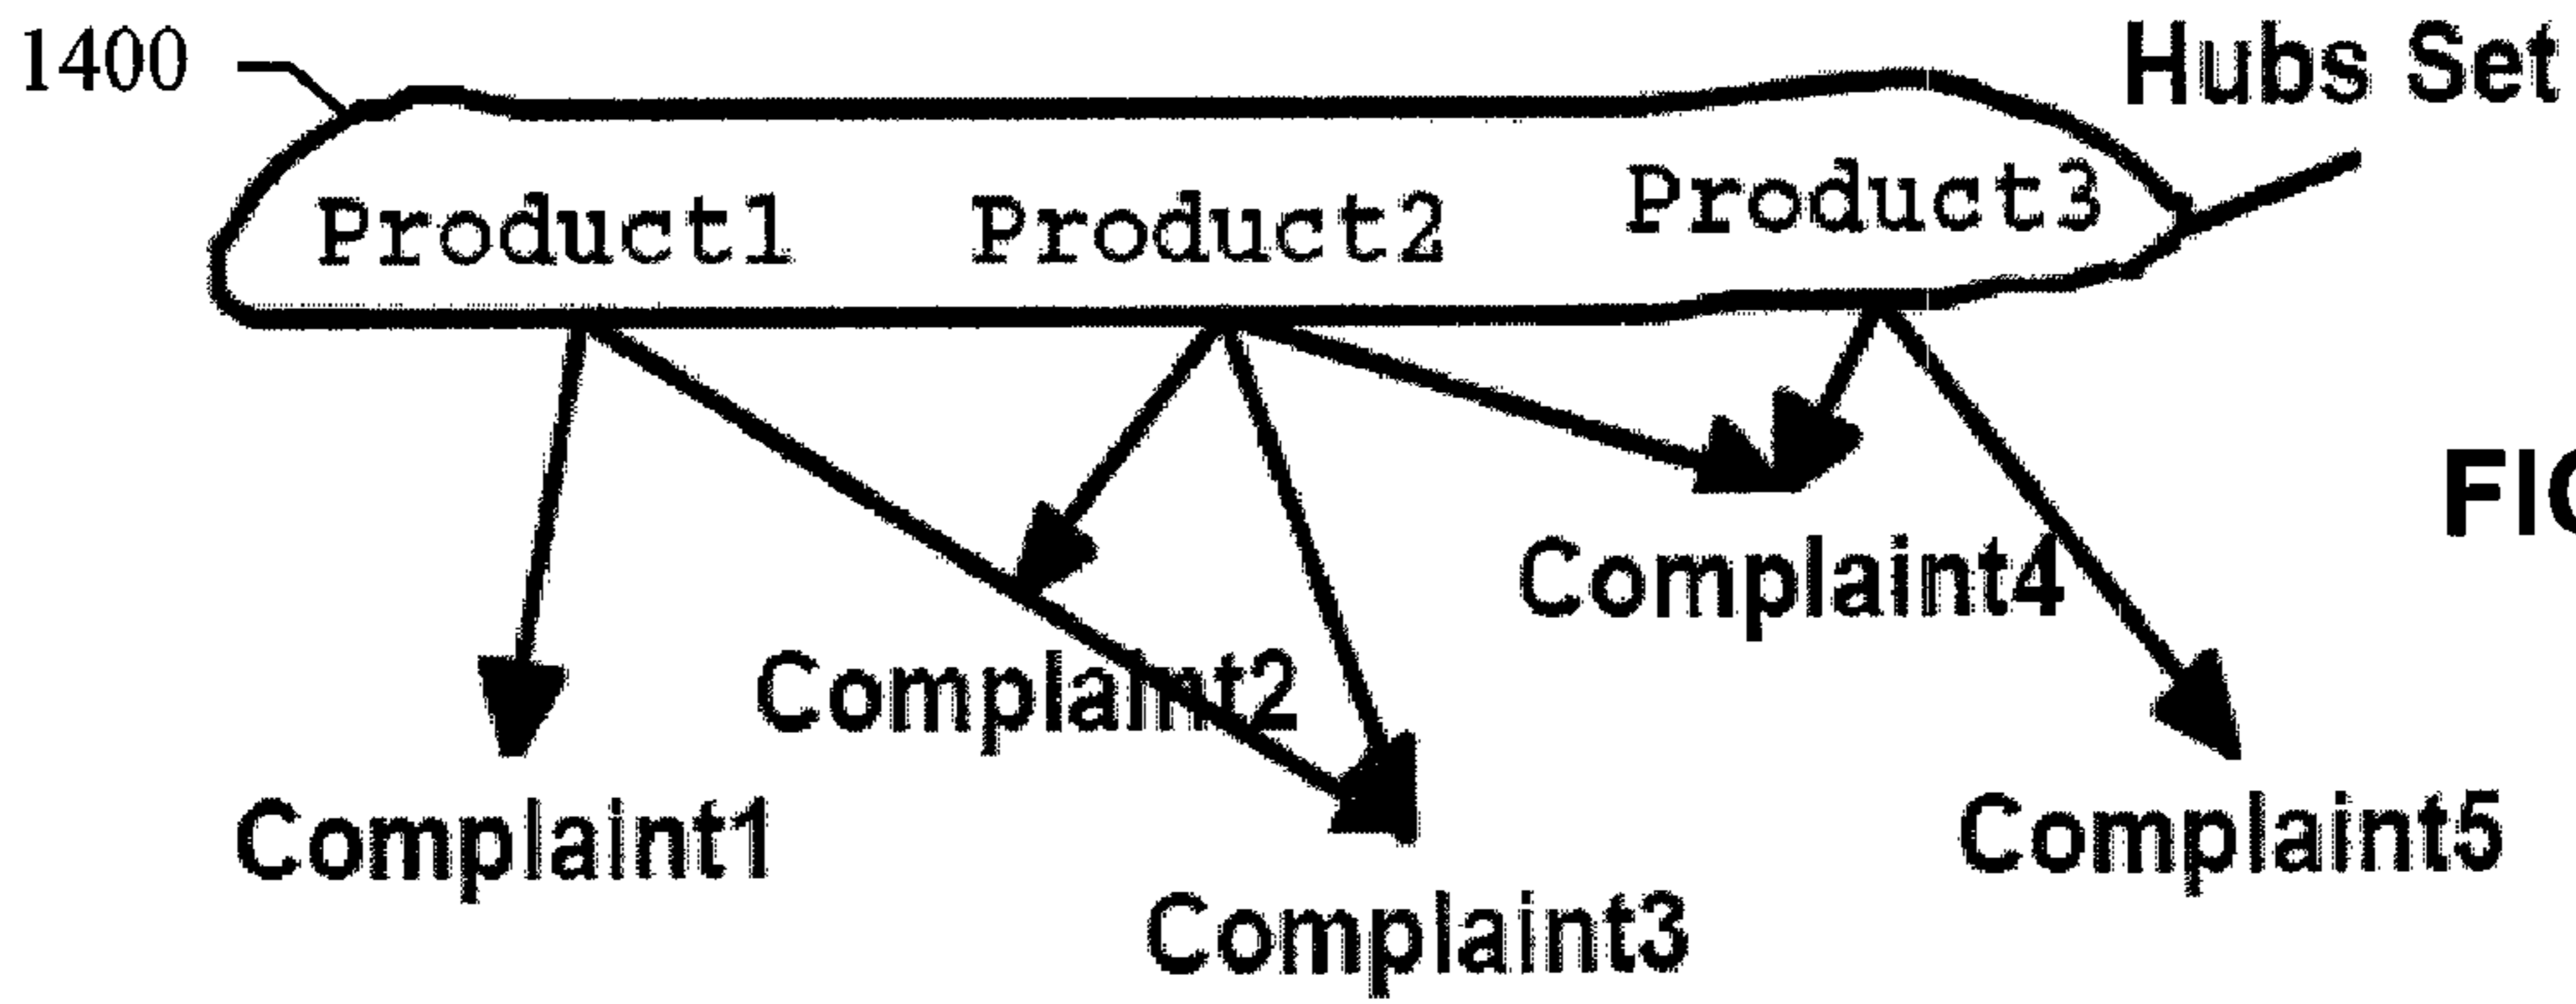 1400
Hubs Set
Product1 Product2 Product3
Complaint4
Complaint2
Complaint1
Complaint5
Complaint3